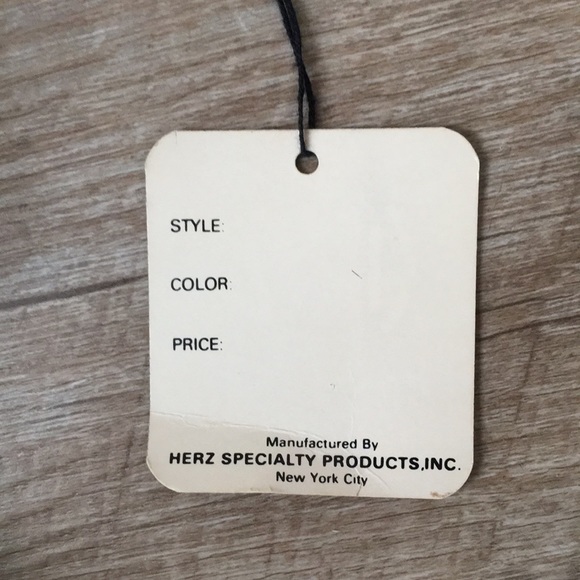 STYLE:
COLOR:
PRICE:
Manufactured By
HERZ SPECIALTY PRODUCTS,INC.
New York City